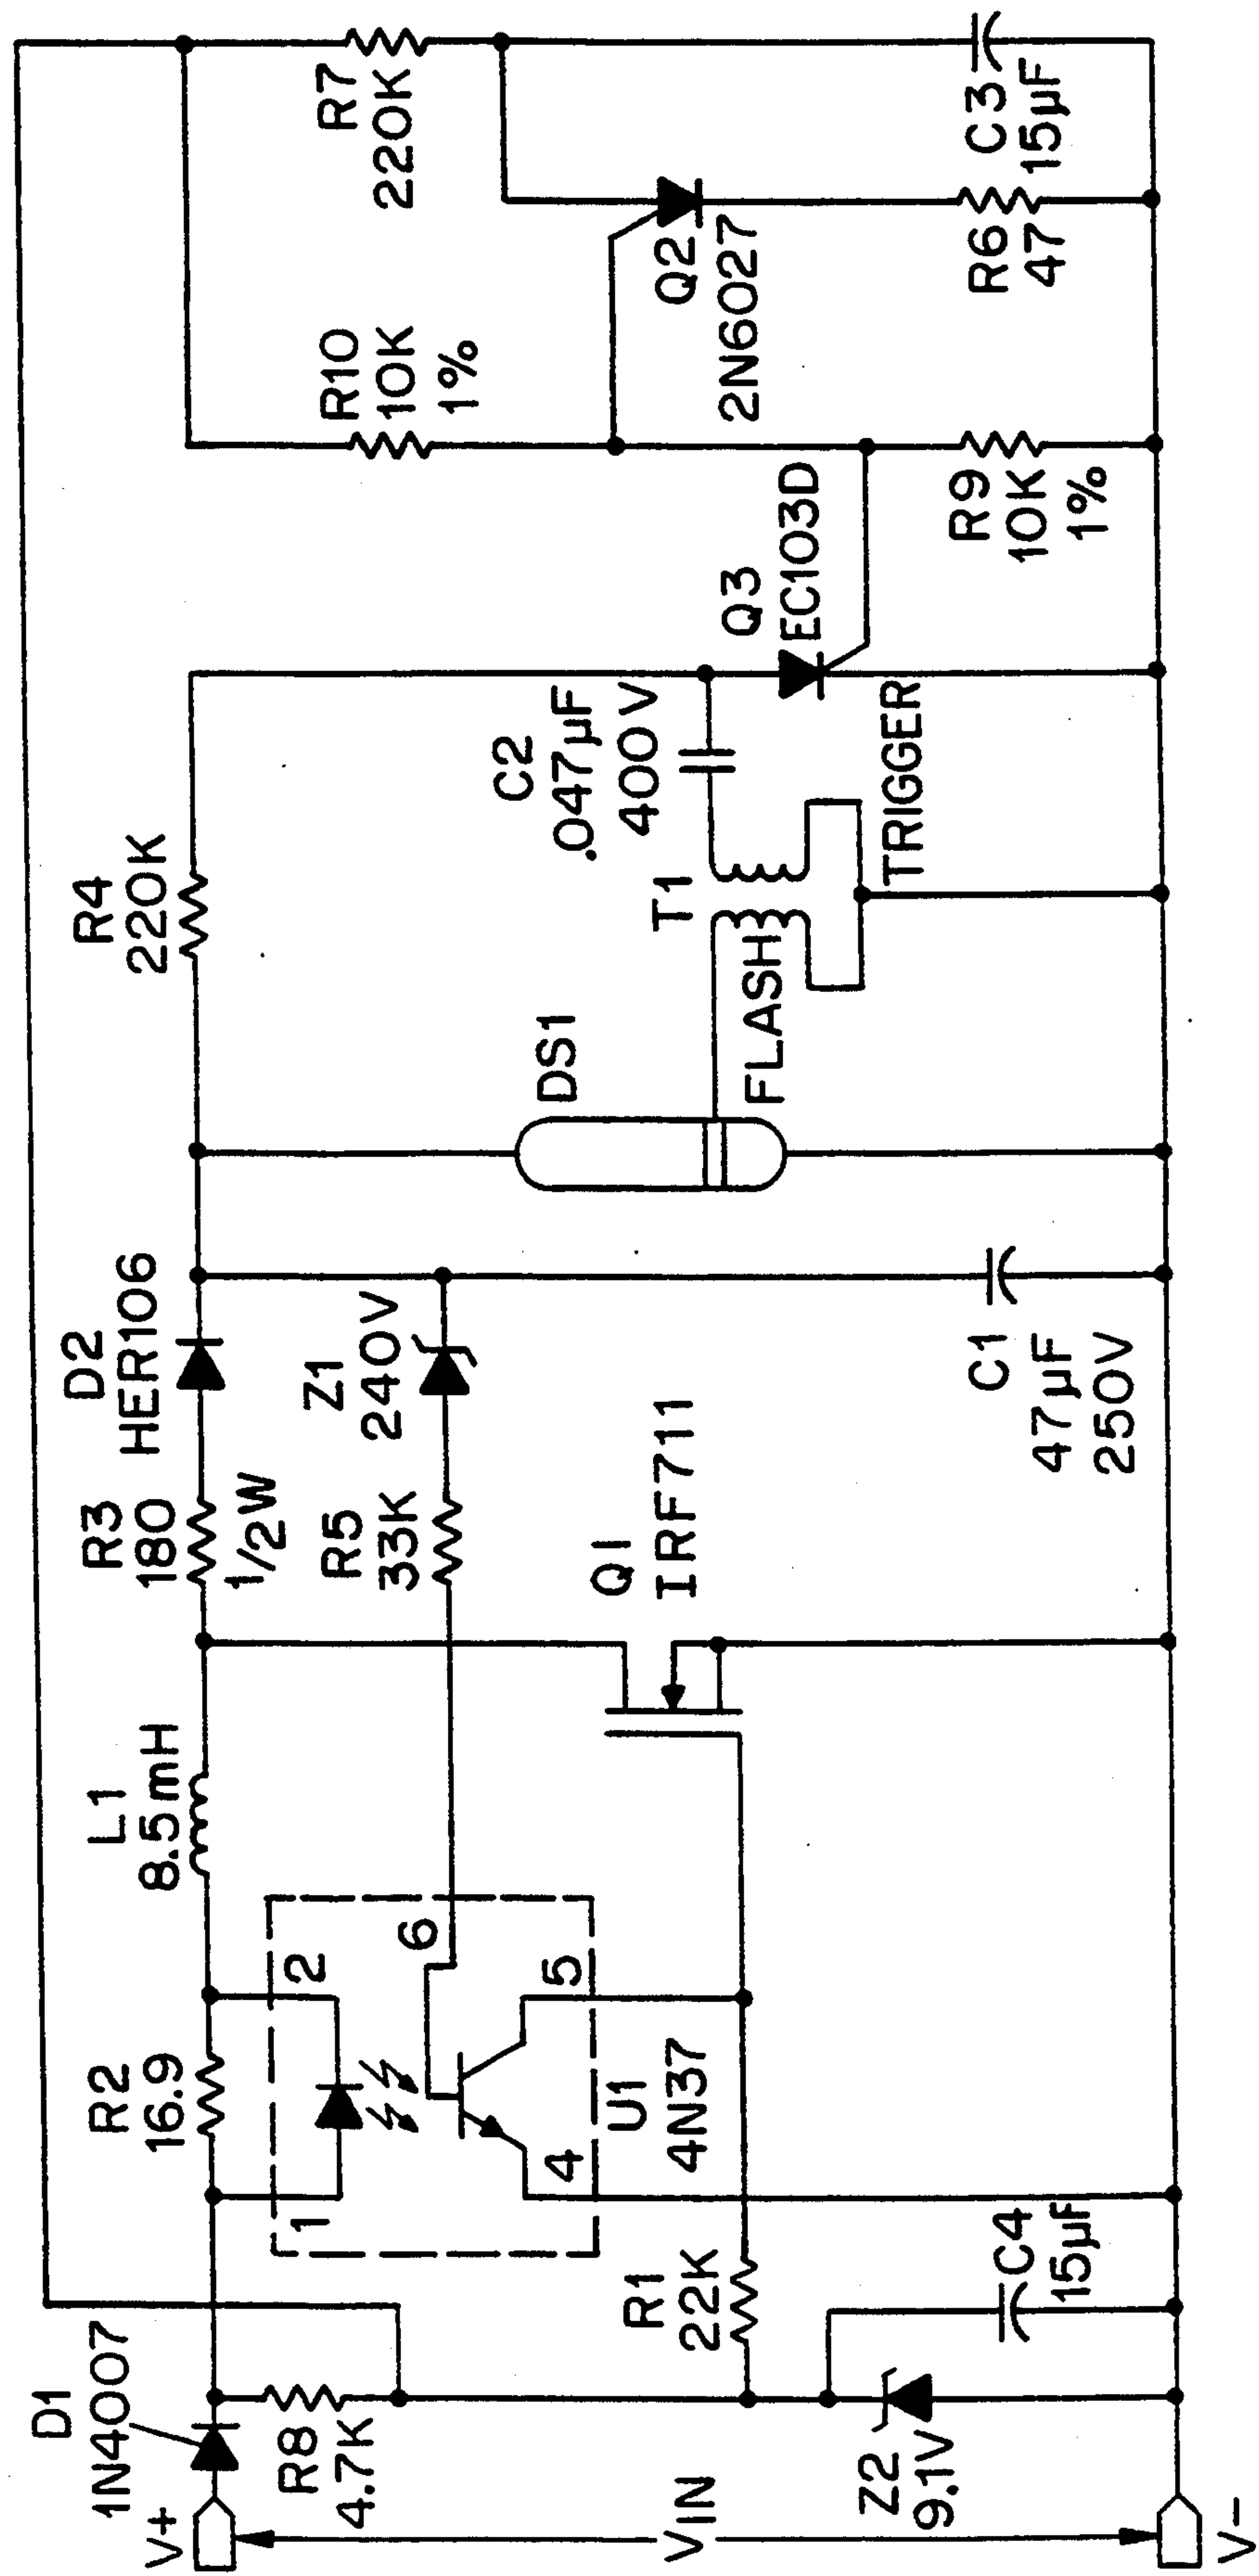 V+
D1
1N4007
R8
4.7K
VIN
Z2
9.1V
V-
C4
15µF
R1
22K
R2
16.9
1
2
4
5
6
U1
4N37
L1
8.5mH
Q1
IRF711
R3
180
1/2W
R5
33K
D2
HER106
Z1
240V
C1
47µF
250V
DS1
FLASH
T1
TRIGGER
R4
220K
C2
.047µF
400V
Q3
EC103D
R10
10K
1%
R9
10K
1%
Q2
2N6027
R7
220K
R6
47
C3
15µF